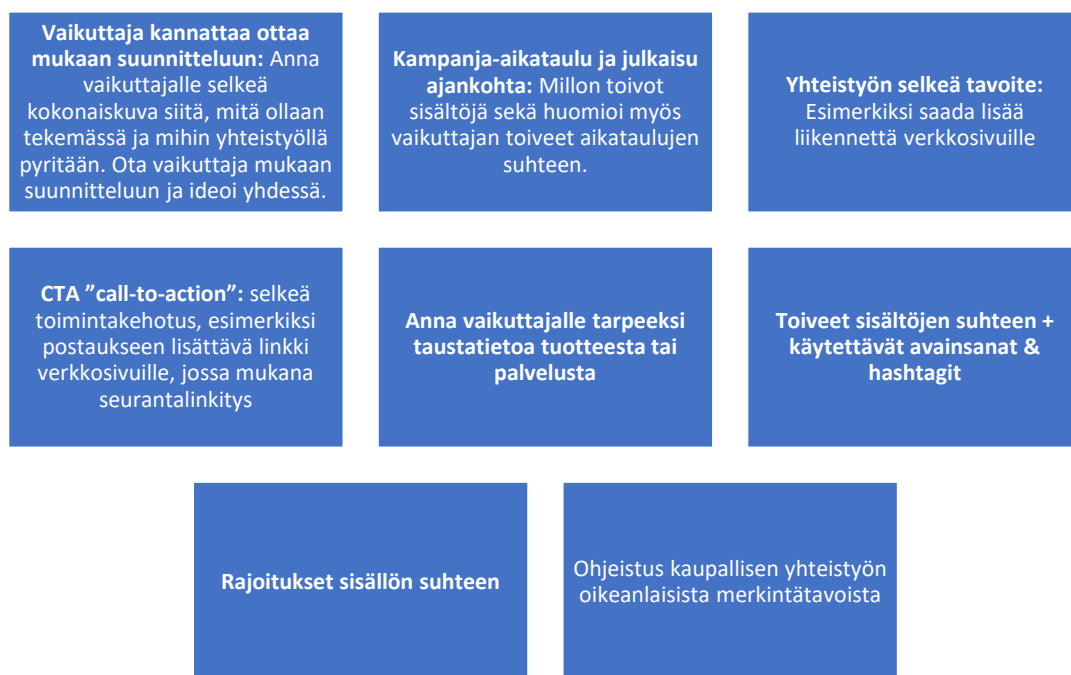 Vaikuttaja kannattaa ottaa
mukaan suunnitteluun: Anna
vaikuttajalle selkeä
kokonaiskuva siitä, mitä ollaan
tekemässä ja mihin yhteistyöllä
pyritään. Ota vaikuttaja mukaan
suunnitteluun ja ideoi yhdessä.
Kampanja-aikataulu ja julkaisu
ajankohta: Millon toivot
sisältöjä sekä huomioi myös
vaikuttajan toiveet aikataulujen
suhteen.
Yhteistyön selkeä tavoite:
Esimerkiksi saada lisää
liikennettä verkkosivuille
CTA ”call-to-action”: selkeä
toimintakehotus, esimerkiksi
postaukseen lisättävä linkki
verkkosivuille, jossa mukana
seurantalinkitys
Anna vaikuttajalle tarpeeksi
taustatietoa tuotteesta tai
palvelusta
Toiveet sisältöjen suhteen +
käytettävät avainsanat &
hashtagit
Rajoitukset sisällön suhteen
Ohjeistus kaupallisen yhteistyön
oikeanlaisista merkintätavoista